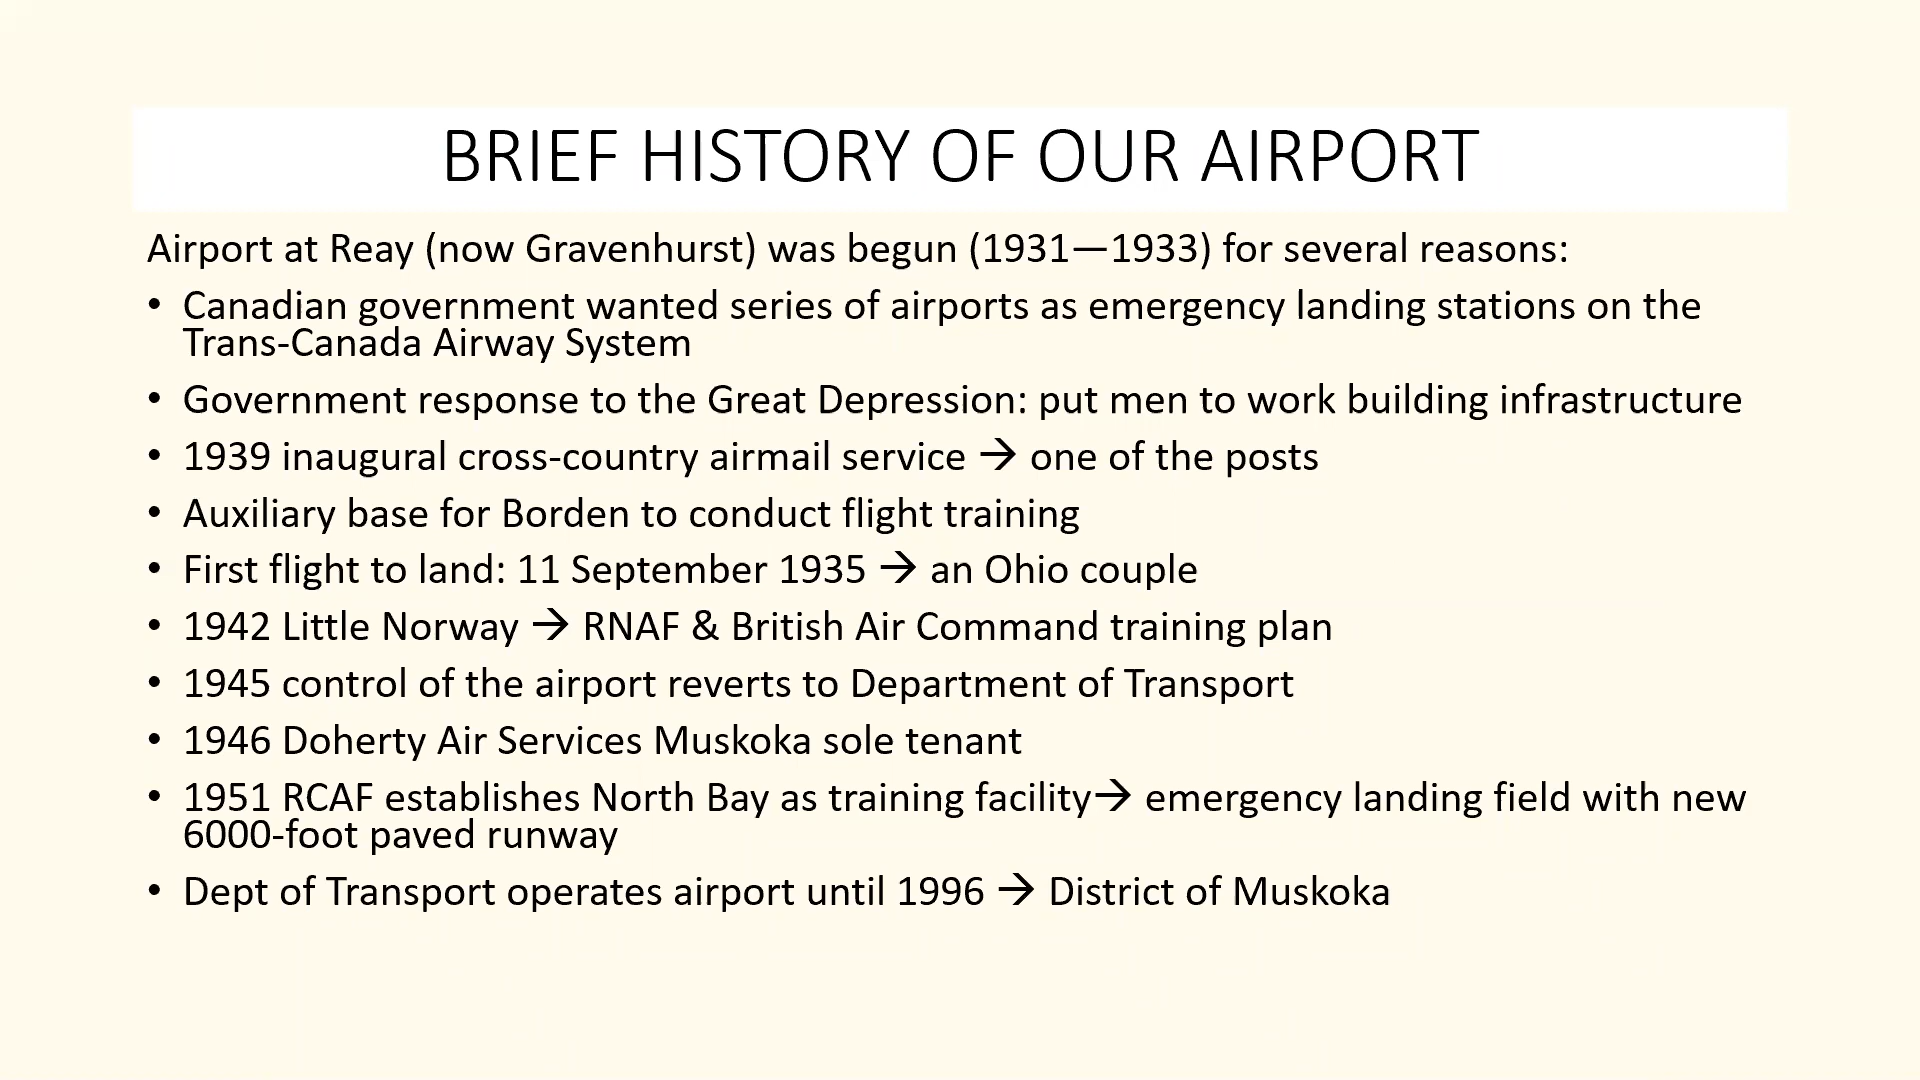 BRIEF HISTORY OF OUR AIRPORT
Airport at Reay (now Gravenhurst) was begun (1931—1933) for several reasons:
• Canadian government wanted series of airports as emergency landing stations on the
Trans-Canada Airway System
• Government response to the Great Depression: put men to work building infrastructure
• 1939 inaugural cross-country airmail service → one of the posts
• Auxiliary base for Borden to conduct flight training
• First flight to land: 11 September 1935 → an Ohio couple
• 1942 Little Norway → RNAF & British Air Command training plan
• 1945 control of the airport reverts to Department of Transport
• 1946 Doherty Air Services Muskoka sole tenant
• 1951 RCAF establishes North Bay as training facility→ emergency landing field with new
6000-foot paved runway
• Dept of Transport operates airport until 1996 → District of Muskoka